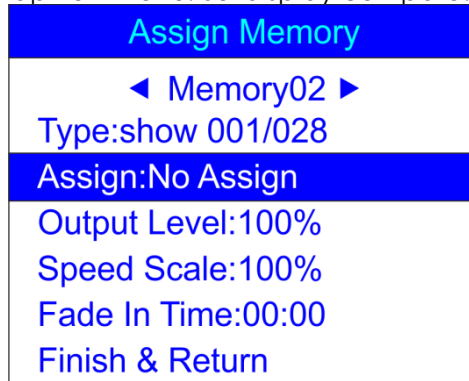 Assign Memory
◄ Memory02 ►
Type:show 001/028
Assign:No Assign
Output Level:100%
Speed Scale:100%
Fade In Time:00:00
Finish & Return